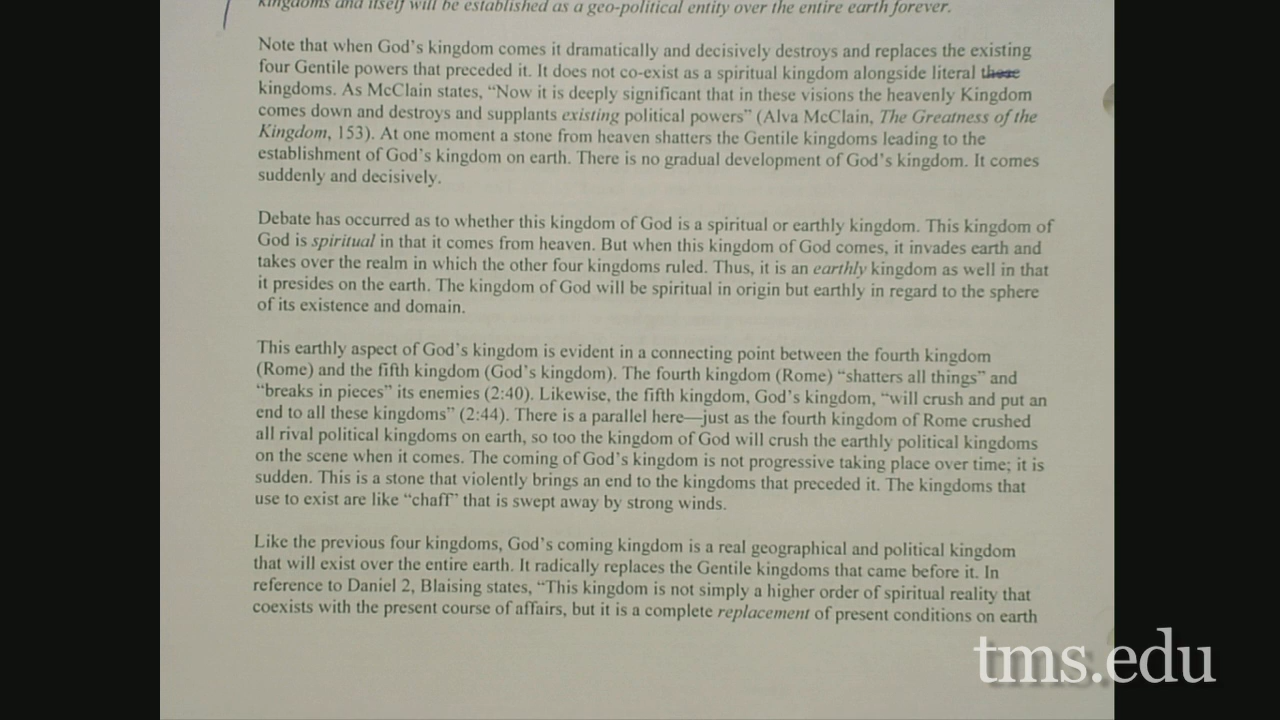 kingdoms and itself will be established as a geo-political entity over the entire earth forever.
Note that when God's kingdom comes it dramatically and decisively destroys and replaces the existing
four Gentile powers that preceded it. It does not co-exist as a spiritual kingdom alongside literal these
kingdoms. As McClain states, “Now it is deeply significant that in these visions the heavenly Kingdom
comes down and destroys and supplants existing political powers” (Alva McClain, The Greatness of the
Kingdom, 153). At one moment a stone from heaven shatters the Gentile kingdoms leading to the
establishment of God's kingdom on earth. There is no gradual development of God's kingdom. It comes
suddenly and decisively.
Debate has occurred as to whether this kingdom of God is a spiritual or earthly kingdom. This kingdom of
God is spiritual in that it comes from heaven. But when this kingdom of God comes, it invades earth and
takes over the realm in which the other four kingdoms ruled. Thus, it is an earthly kingdom as well in that
it presides on the earth. The kingdom of God will be spiritual in origin but earthly in regard to the sphere
of its existence and domain.
This earthly aspect of God's kingdom is evident in a connecting point between the fourth kingdom
(Rome) and the fifth kingdom (God's kingdom). The fourth kingdom (Rome) “shatters all things” and
“breaks in pieces” its enemies (2:40). Likewise, the fifth kingdom, God's kingdom, “will crush and put an
end to all these kingdoms” (2:44). There is a parallel here—just as the fourth kingdom of Rome crushed
all rival political kingdoms on earth, so too the kingdom of God will crush the earthly political kingdoms
on the scene when it comes. The coming of God's kingdom is not progressive taking place over time; it is
sudden. This is a stone that violently brings an end to the kingdoms that preceded it. The kingdoms that
use to exist are like “chaff” that is swept away by strong winds.
Like the previous four kingdoms, God's coming kingdom is a real geographical and political kingdom
that will exist over the entire earth. It radically replaces the Gentile kingdoms that came before it. In
reference to Daniel 2, Blaising states, “This kingdom is not simply a higher order of spiritual reality that
coexists with the present course of affairs, but it is a complete replacement of present conditions on earth
tms.edu